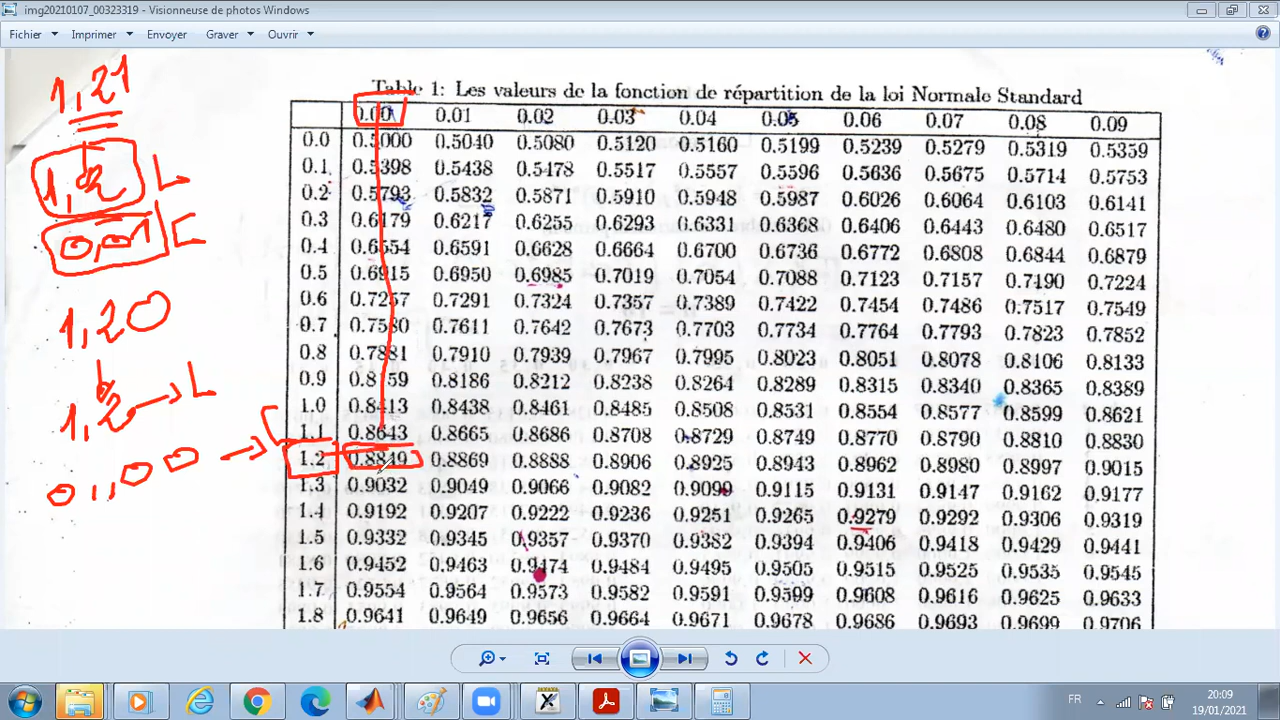 img20210107_00323319 - Visionneuse de photos Windows
Fichier Imprimer Envoyer Graver Ouvrir
Table 1: Les valeurs de la fonction de répartition de la loi Normale Standard
0.00 0.01 0.02 0.03 0.04 0.05 0.06 0.07 0.08 0.09
0.0 0.5000 0.5040 0.5080 0.5120 0.5160 0.5199 0.5239 0.5279 0.5319 0.5359
0.1 0.5398 0.5438 0.5478 0.5517 0.5557 0.5596 0.5636 0.5675 0.5714 0.5753
0.2 0.5793 0.5832 0.5871 0.5910 0.5948 0.5987 0.6026 0.6064 0.6103 0.6141
0.3 0.6179 0.6217 0.6255 0.6293 0.6331 0.6368 0.6406 0.6443 0.6480 0.6517
0.4 0.6554 0.6591 0.6628 0.6664 0.6700 0.6736 0.6772 0.6808 0.6844 0.6879
0.5 0.6915 0.6950 0.6985 0.7019 0.7054 0.7088 0.7123 0.7157 0.7190 0.7224
0.6 0.7257 0.7291 0.7324 0.7357 0.7389 0.7422 0.7454 0.7486 0.7517 0.7549
0.7 0.7580 0.7611 0.7642 0.7673 0.7703 0.7734 0.7764 0.7793 0.7823 0.7852
0.8 0.7881 0.7910 0.7939 0.7967 0.7995 0.8023 0.8051 0.8078 0.8106 0.8133
0.9 0.8159 0.8186 0.8212 0.8238 0.8264 0.8289 0.8315 0.8340 0.8365 0.8389
1.0 0.8413 0.8438 0.8461 0.8485 0.8508 0.8531 0.8554 0.8577 0.8599 0.8621
1.1 0.8643 0.8665 0.8686 0.8708 0.8729 0.8749 0.8770 0.8790 0.8810 0.8830
1.2 0.8849 0.8869 0.8888 0.8906 0.8925 0.8943 0.8962 0.8980 0.8997 0.9015
1.3 0.9032 0.9049 0.9066 0.9082 0.9099 0.9115 0.9131 0.9147 0.9162 0.9177
1.4 0.9192 0.9207 0.9222 0.9236 0.9251 0.9265 0.9279 0.9292 0.9306 0.9319
1.5 0.9332 0.9345 0.9357 0.9370 0.9382 0.9394 0.9406 0.9418 0.9429 0.9441
1.6 0.9452 0.9463 0.9474 0.9484 0.9495 0.9505 0.9515 0.9525 0.9535 0.9545
1.7 0.9554 0.9564 0.9573 0.9582 0.9591 0.9599 0.9608 0.9616 0.9625 0.9633
1.8 0.9641 0.9649 0.9656 0.9664 0.9671 0.9678 0.9686 0.9693 0.9699 0.9706
1,21
1,2 L
0,01 C
1,20
1,2 → L
0,00 → C
FR
20:09
19/01/2021